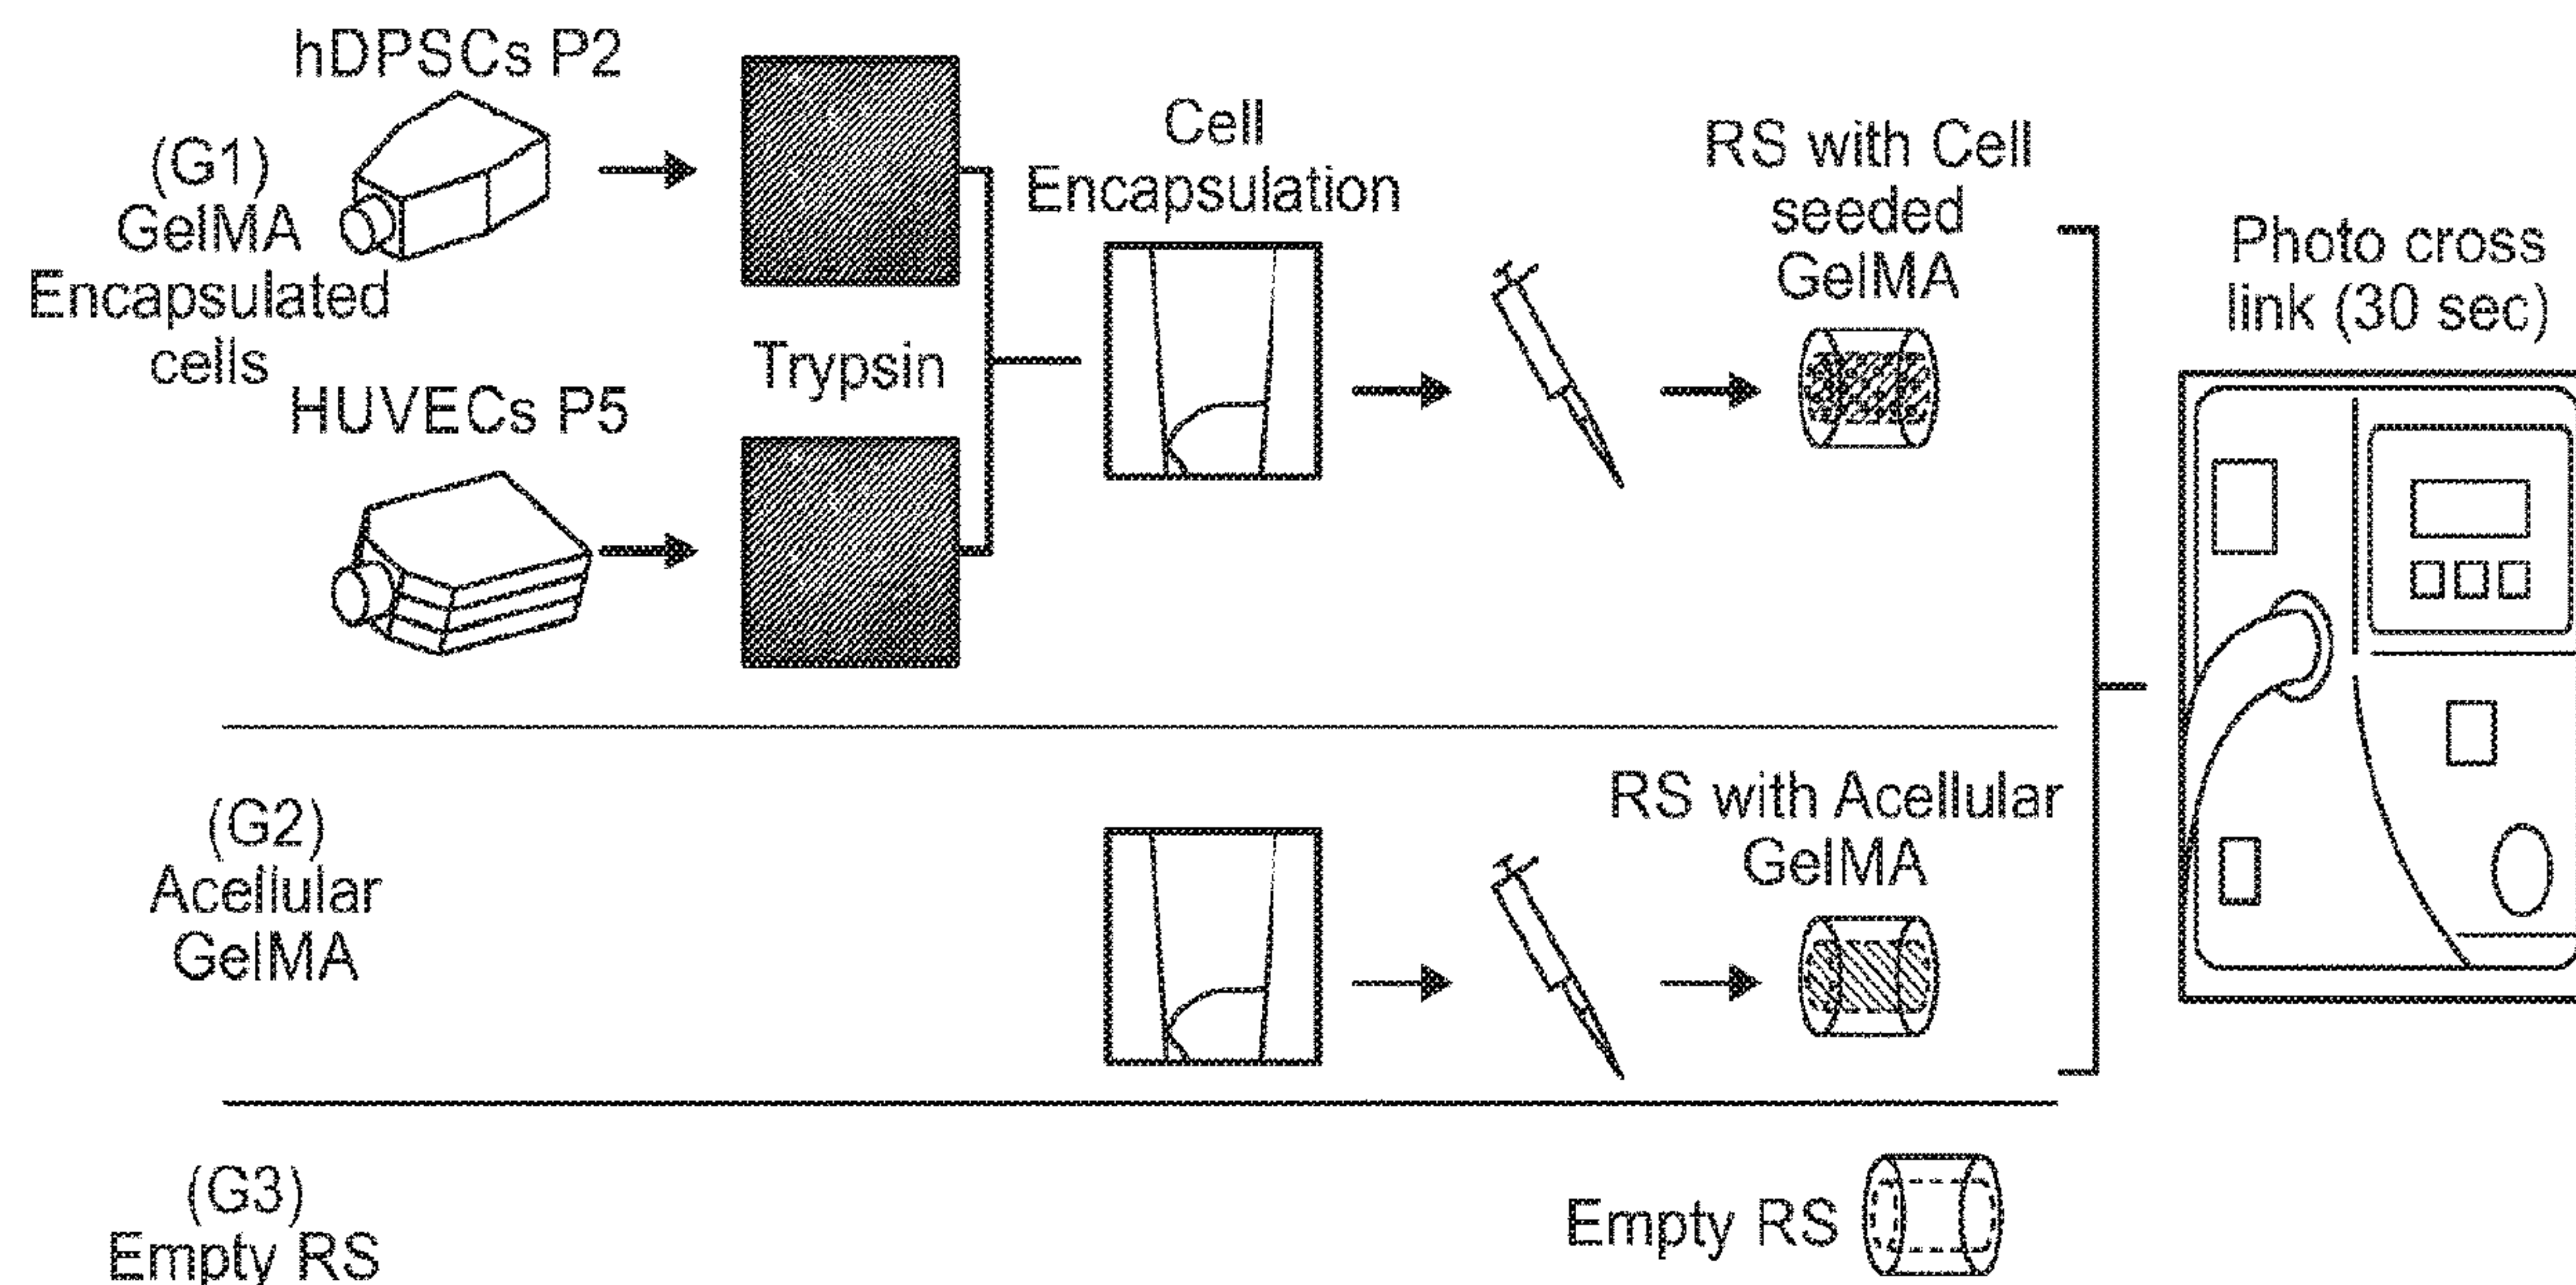 hDPSCs P2
(G1)
GelMA
Encapsulated
cells
HUVECs P5
Trypsin
Cell
Encapsulation
RS with Cell
seeded
GelMA
Photo cross
link (30 sec)
(G2)
Acellular
GelMA
RS with Acellular
GelMA
(G3)
Empty RS
Empty RS